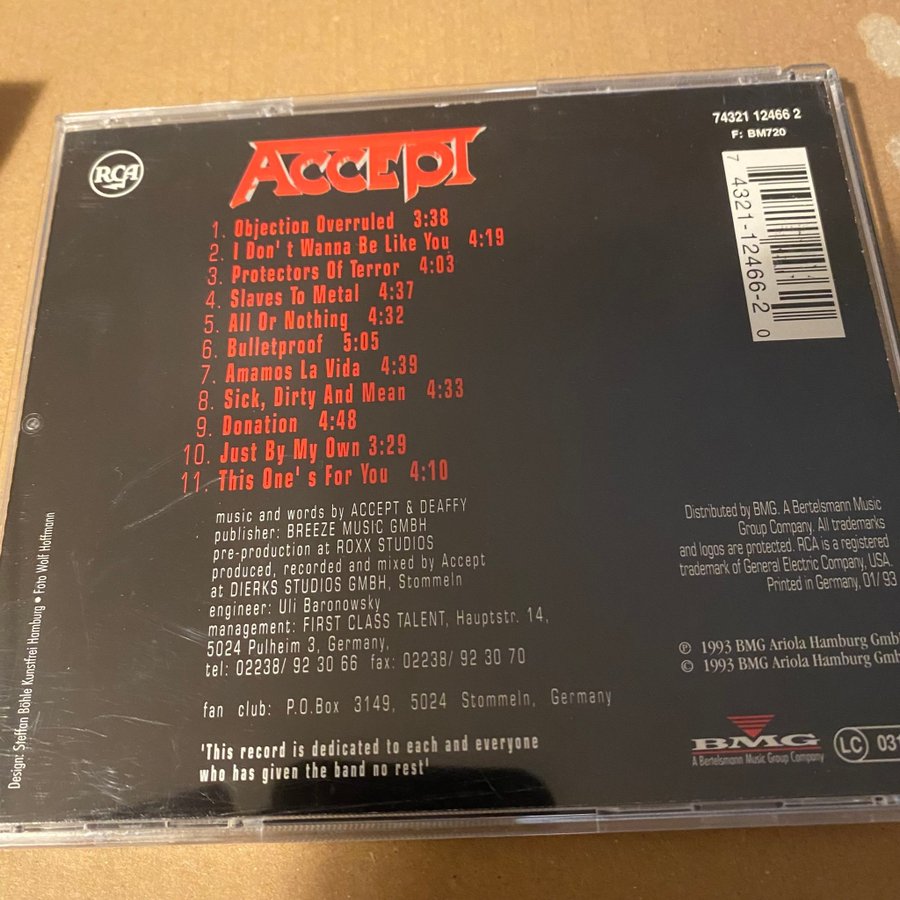 RCA
ACCEPT
74321 12466 2
F: BM720
7 4321-12466-2 0
1. Objection Overruled 3:38
2. I Don't Wanna Be Like You 4:19
3. Protectors Of Terror 4:03
4. Slaves To Metal 4:37
5. All Or Nothing 4:32
6. Bulletproof 5:05
7. Amamos La Vida 4:39
8. Sick, Dirty And Mean 4:33
9. Donation 4:48
10. Just By My Own 3:29
11. This One's For You 4:10
music and words by ACCEPT & DEAFFY
publisher: BREEZE MUSIC GMBH
pre-production at ROXX STUDIOS
produced, recorded and mixed by Accept
at DIERKS STUDIOS GMBH, Stommeln
engineer: Uli Baronowsky
management: FIRST CLASS TALENT, Hauptstr. 14,
5024 Pulheim 3, Germany,
tel: 02238/ 92 30 66 fax: 02238/ 92 30 70
fan club: P.O.Box 3149, 5024 Stommeln, Germany
'This record is dedicated to each and everyone
who has given the band no rest'
Design: Steffan Böhle Kunstfrei Hamburg • Foto Wolf Hoffmann
Distributed by BMG. A Bertelsmann Music
Group Company. All trademarks
and logos are protected. RCA is a registered
trademark of General Electric Company, USA.
Printed in Germany, 01/ 93
℗ 1993 BMG Ariola Hamburg GmbH
© 1993 BMG Ariola Hamburg GmbH
BMG
A Bertelsmann Music Group Company
LC